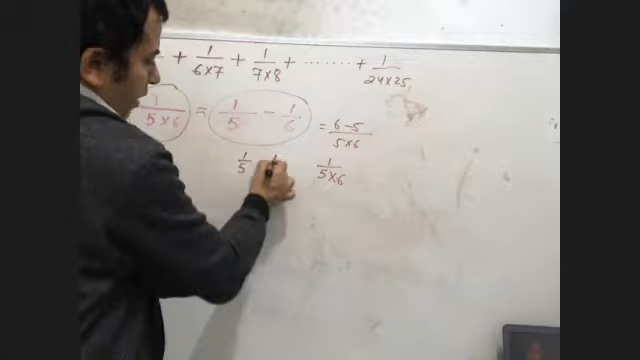 + 1/6×7 + 1/7×8 + ...... + 1/24×25
1/5×6 = 1/5 - 1/6 = 6-5/5×6
1/5 1 1/5×6